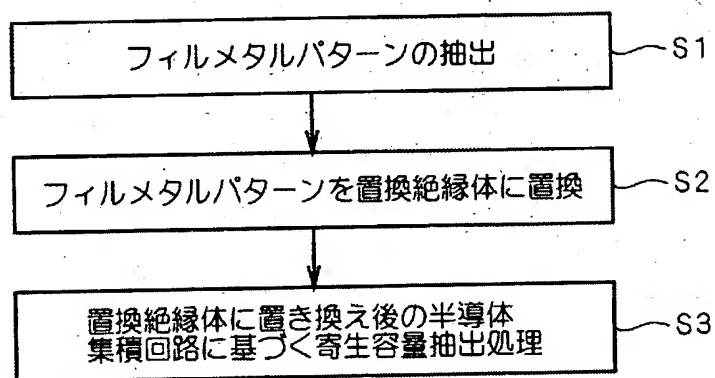 フィルメタルパターンの抽出
S1
フィルメタルパターンを置換絶縁体に置換
S2
置換絶縁体に置き換え後の半導体
集積回路に基づく寄生容量抽出処理
S3